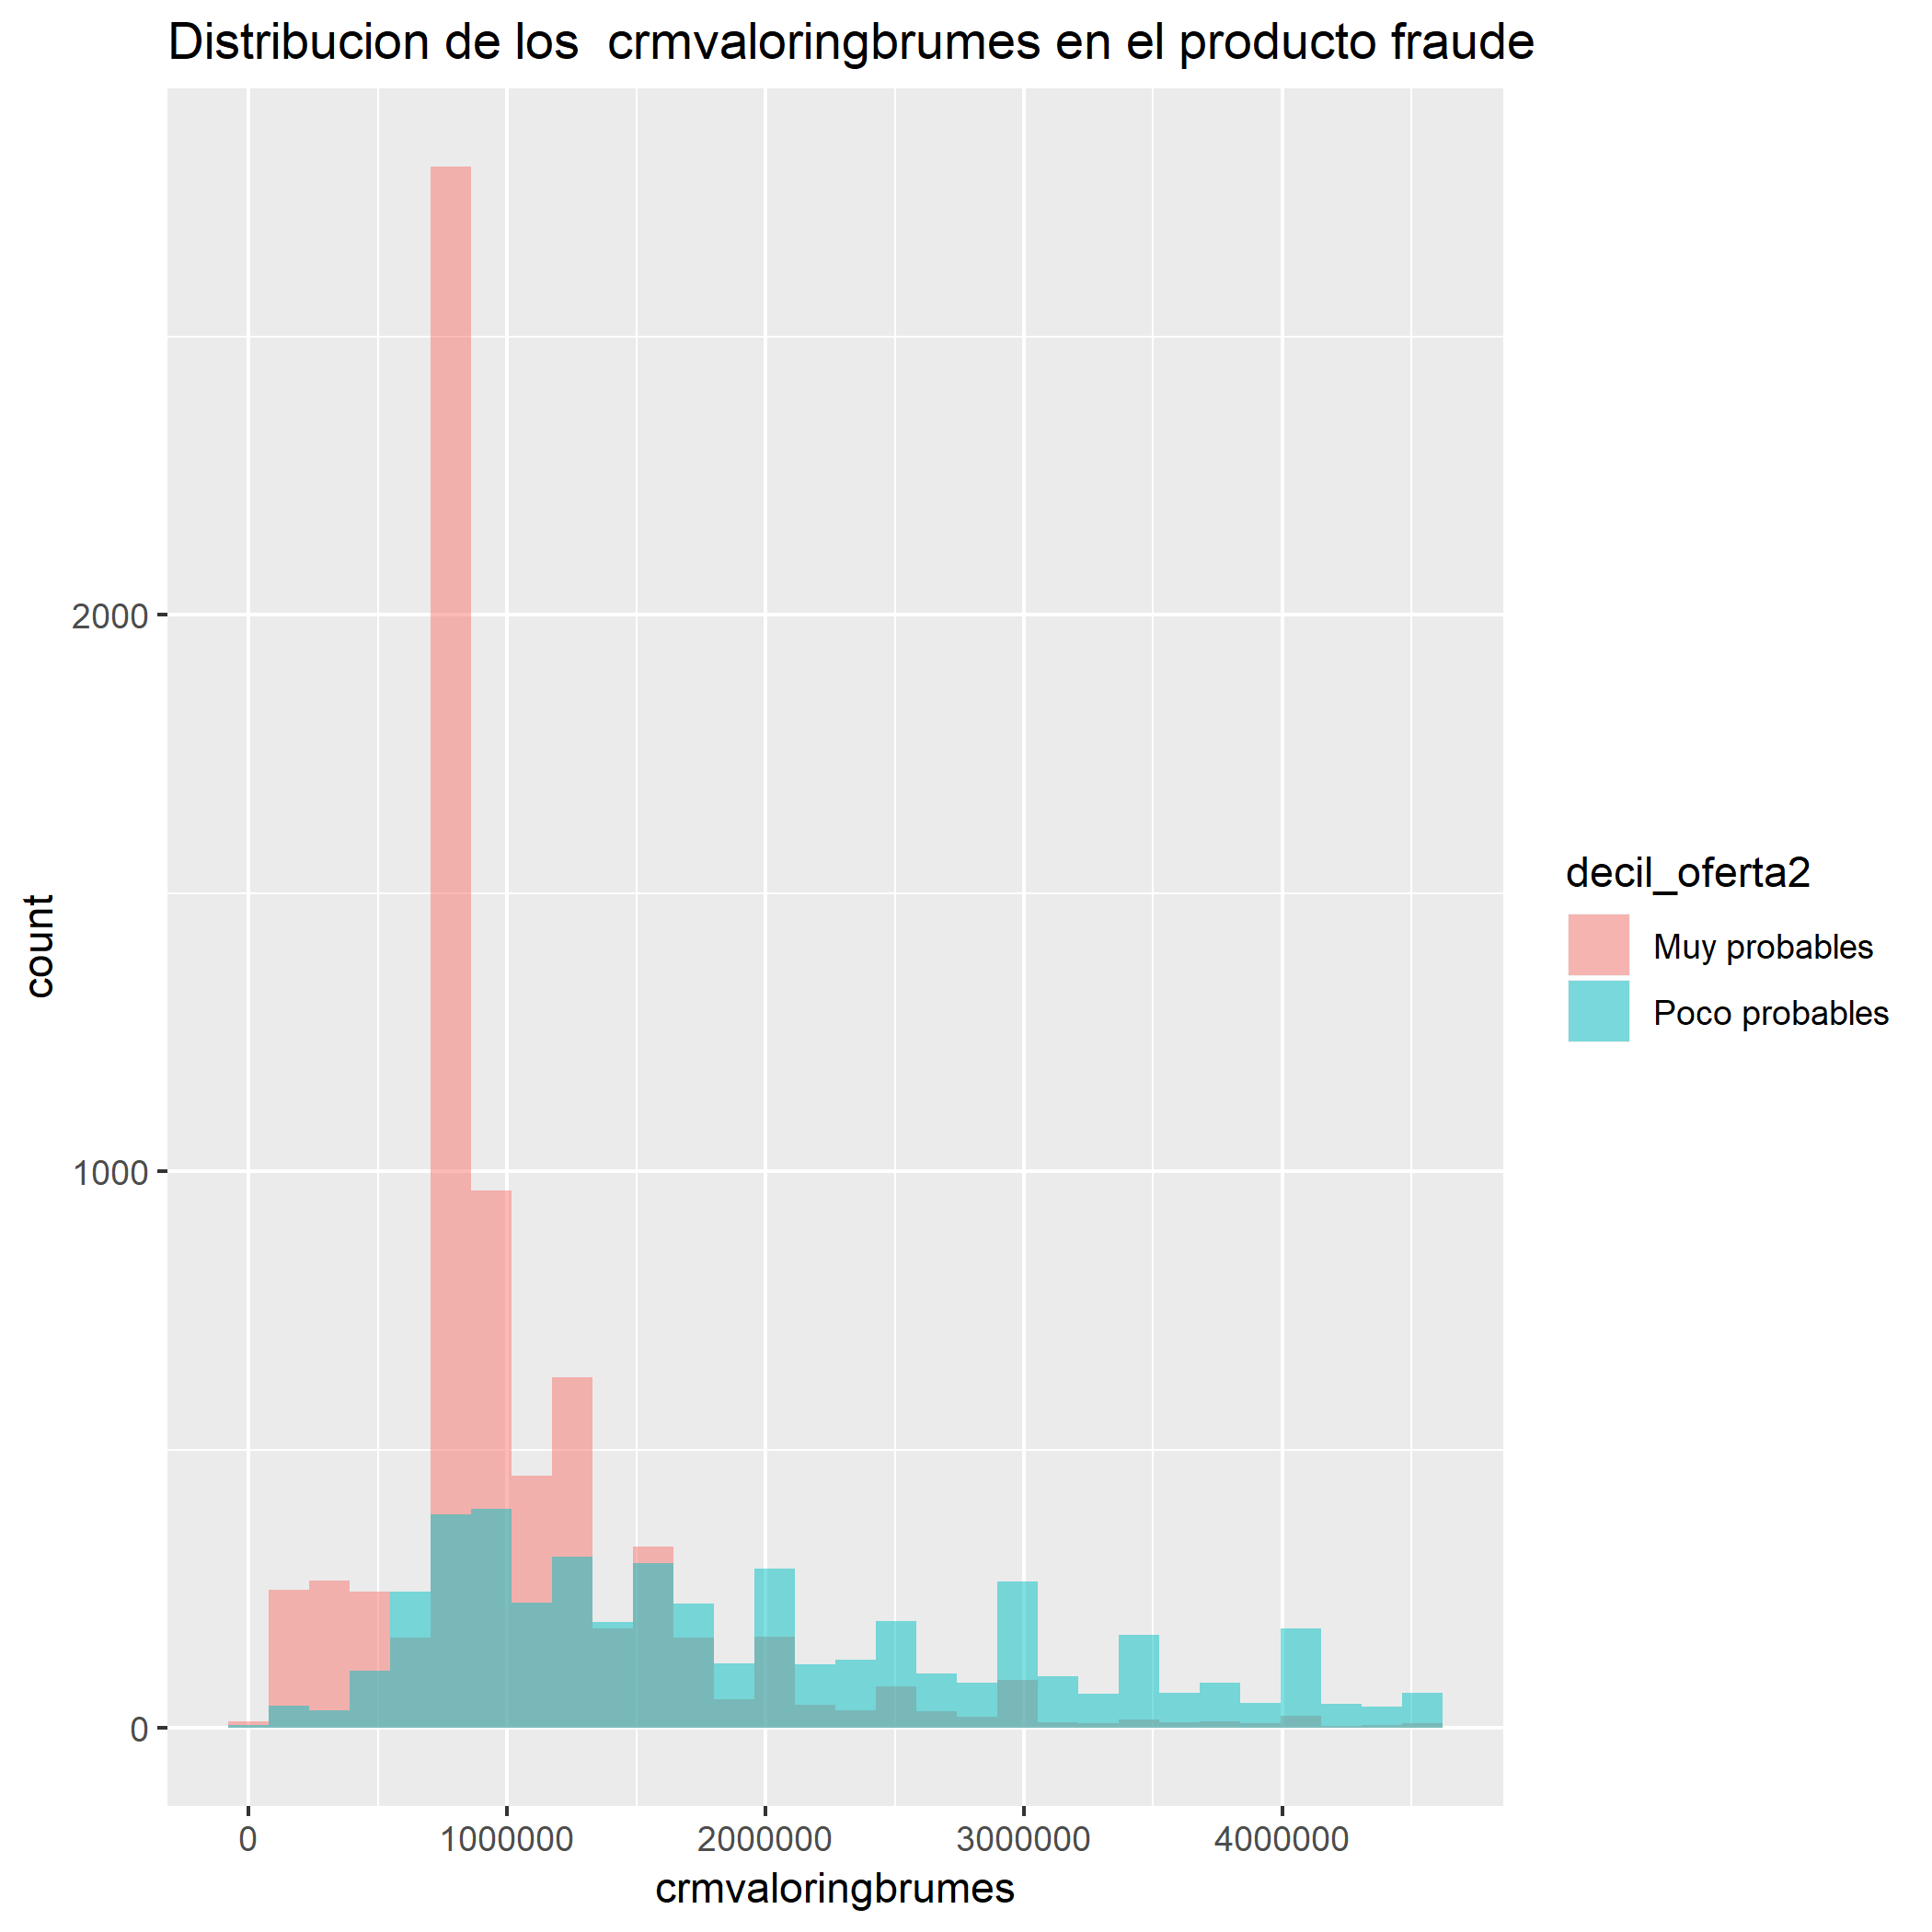 Distribucion de los  crmvaloringbrumes en el producto fraude
count
2000
1000
0
0 1000000 2000000 3000000 4000000
crmvaloringbrumes
decil_oferta2
Muy probables
Poco probables